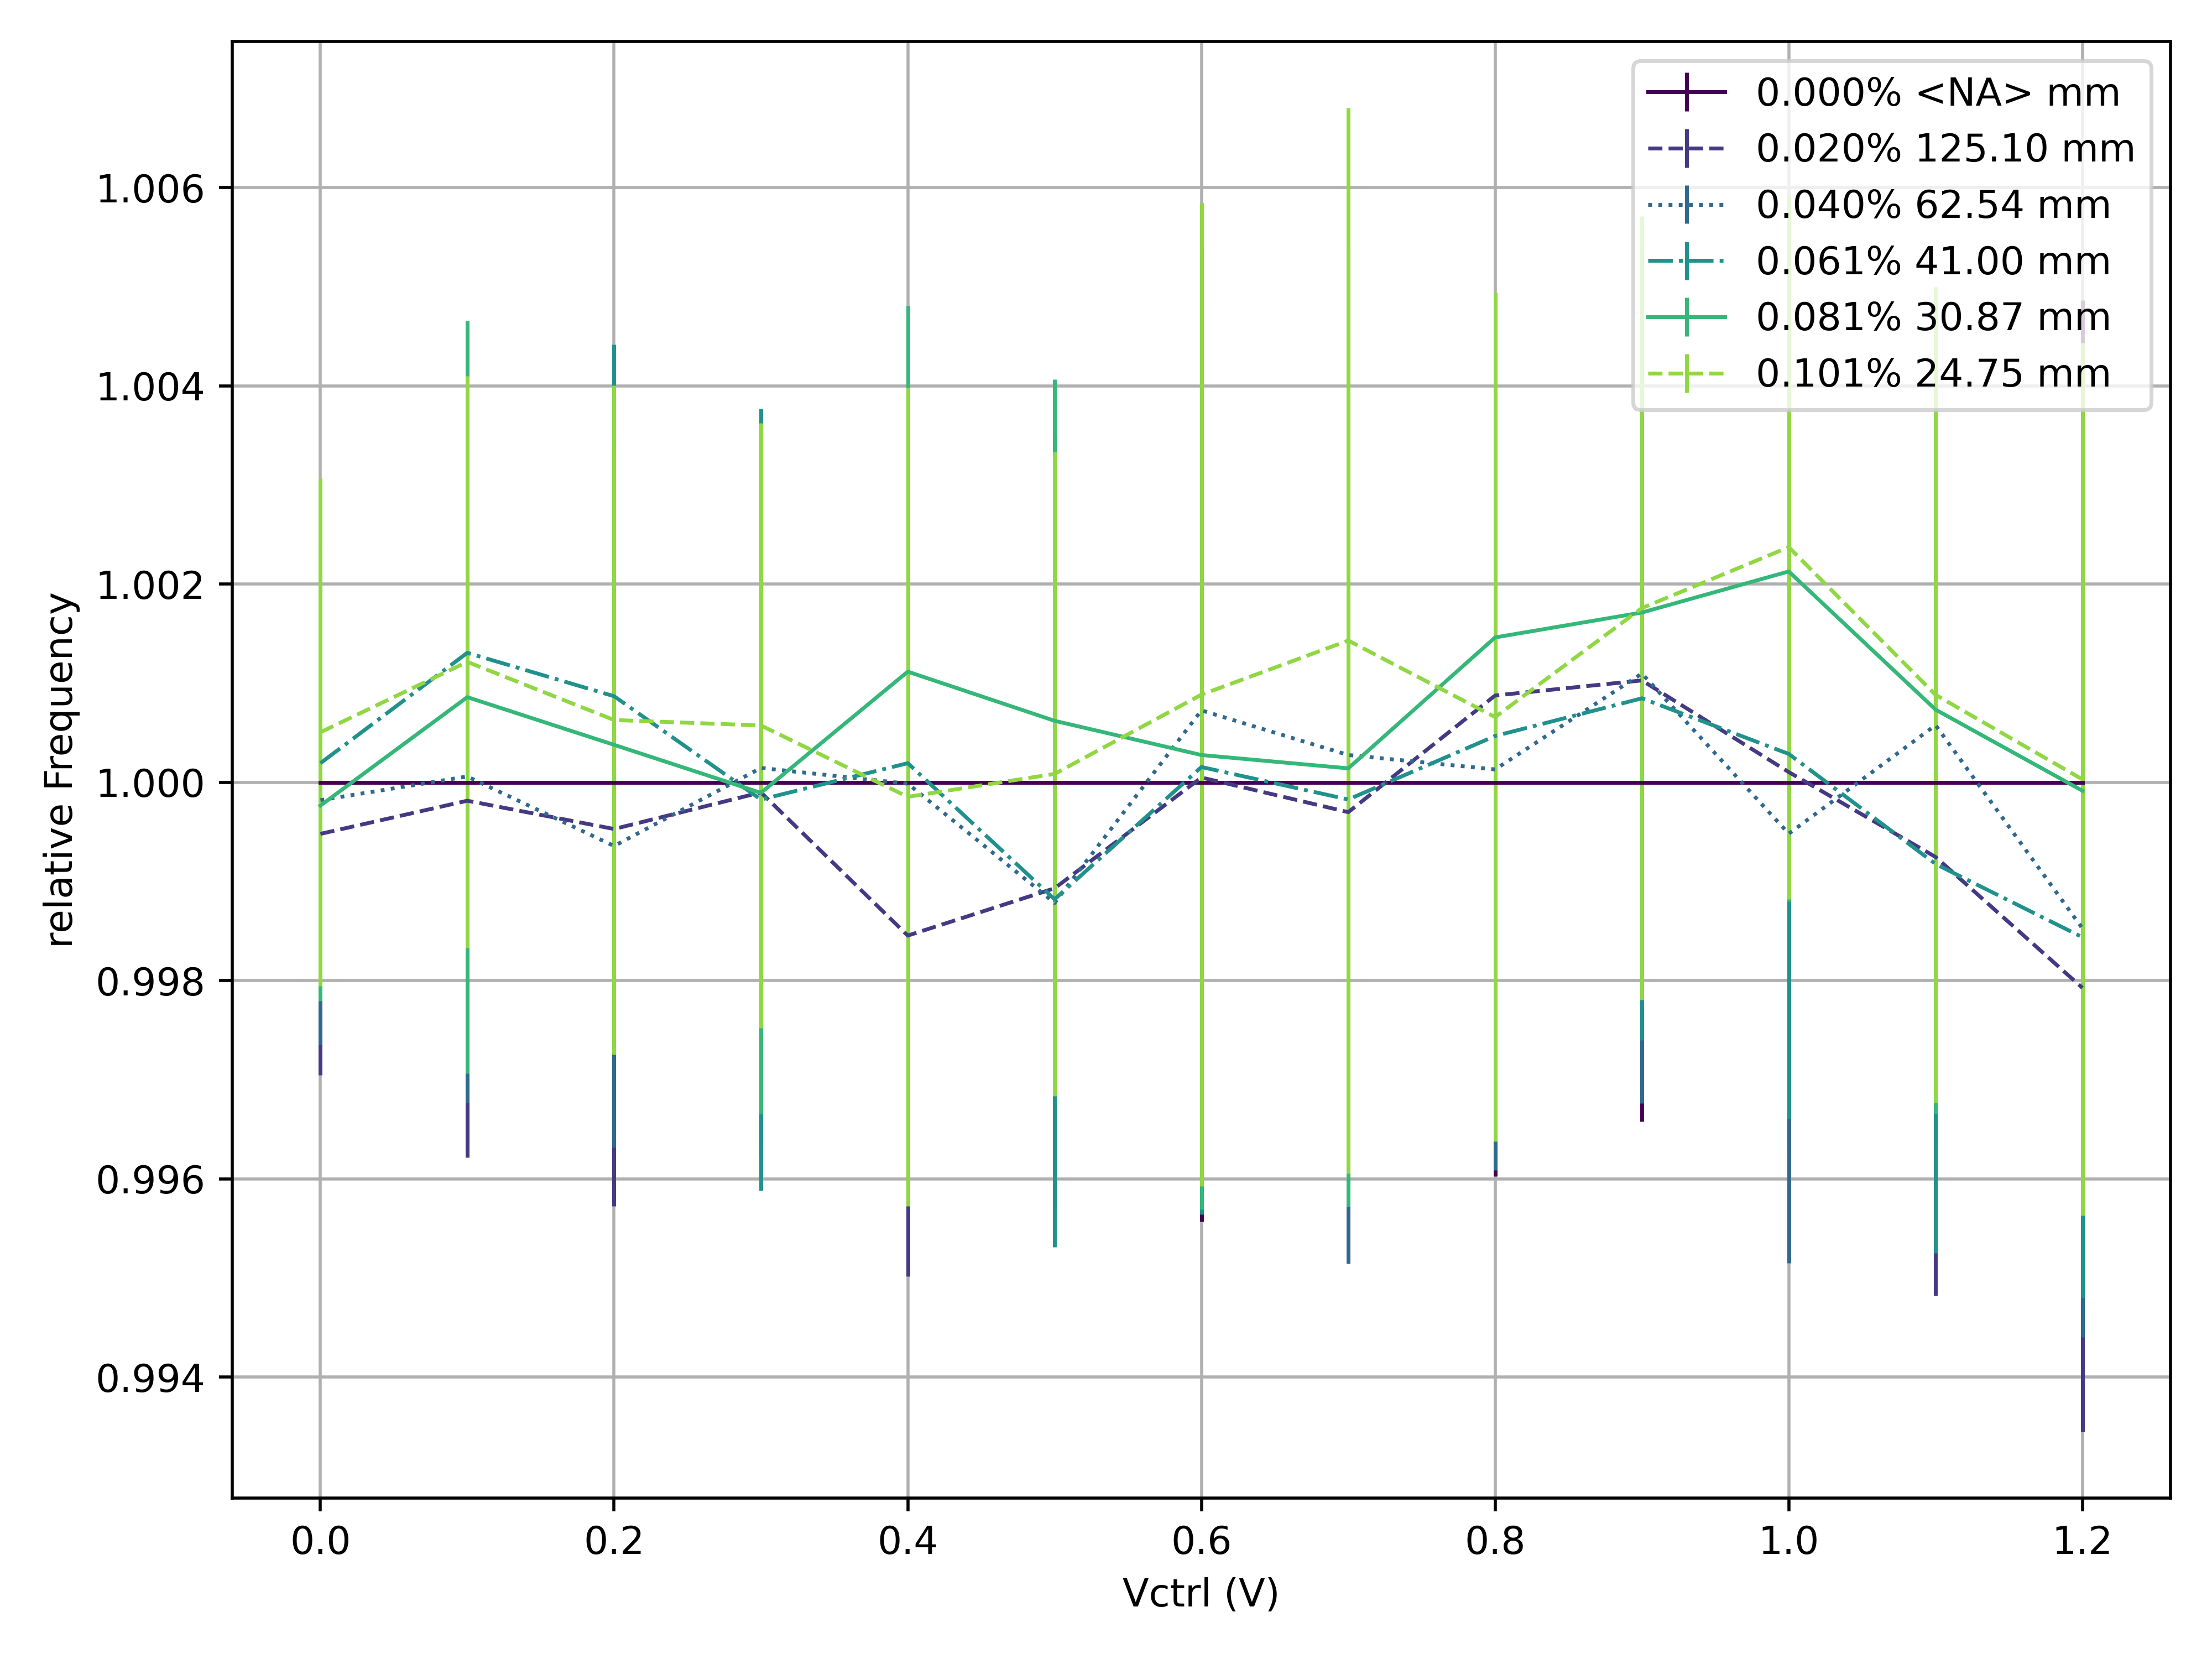 0.000% <NA> mm
0.020% 125.10 mm
0.040% 62.54 mm
0.061% 41.00 mm
0.081% 30.87 mm
0.101% 24.75 mm
1.006
1.004
1.002
1.000
0.998
0.996
0.994
relative Frequency
0.0 0.2 0.4 0.6 0.8 1.0 1.2
Vctrl (V)